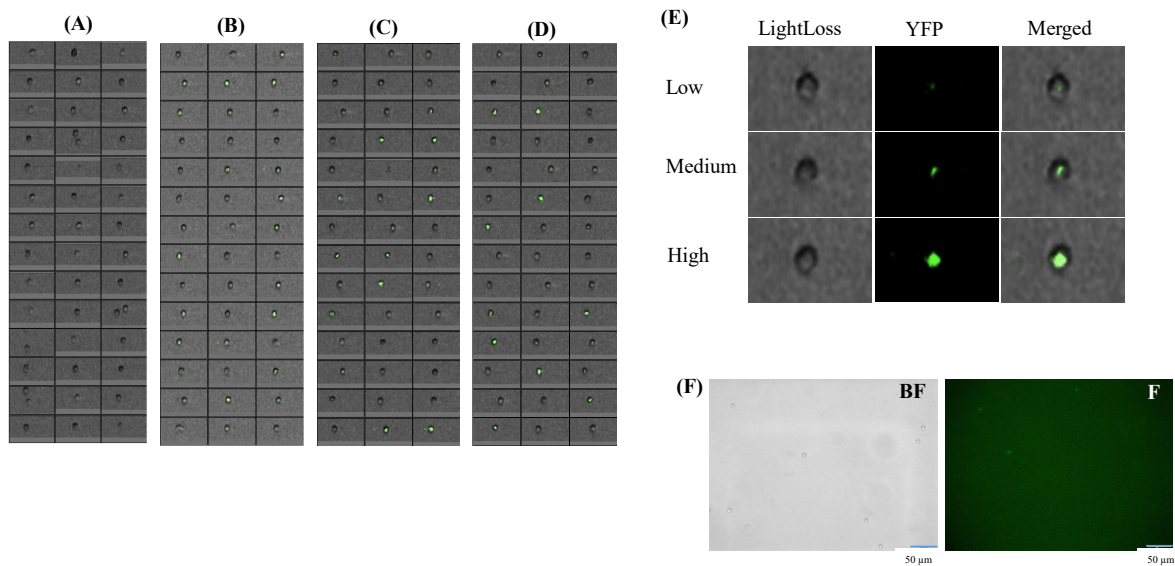 (A)
(B)
(C)
(D)
(E)
LightLoss
YFP
Merged
Low
Medium
High
(F)
BF
F
50 µm
50 µm